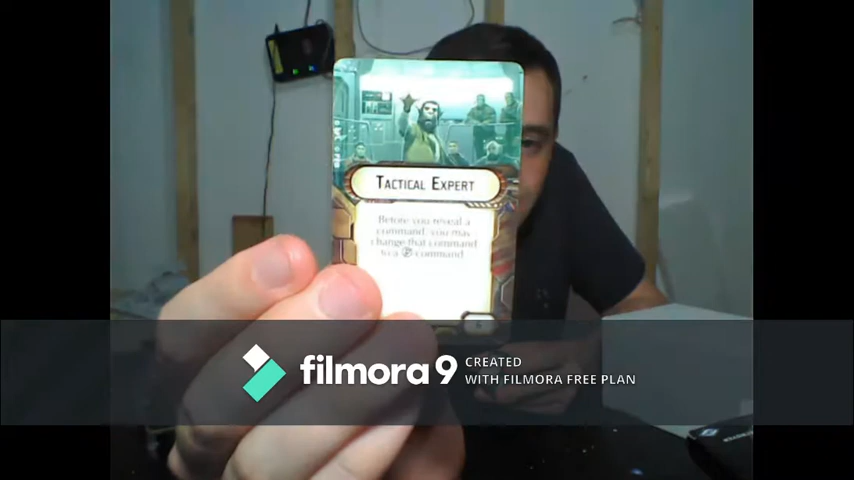 TACTICAL EXPERT
Before you reveal a
command, you may
change that command
to a command.
filmora9
CREATED
WITH FILMORA FREE PLAN